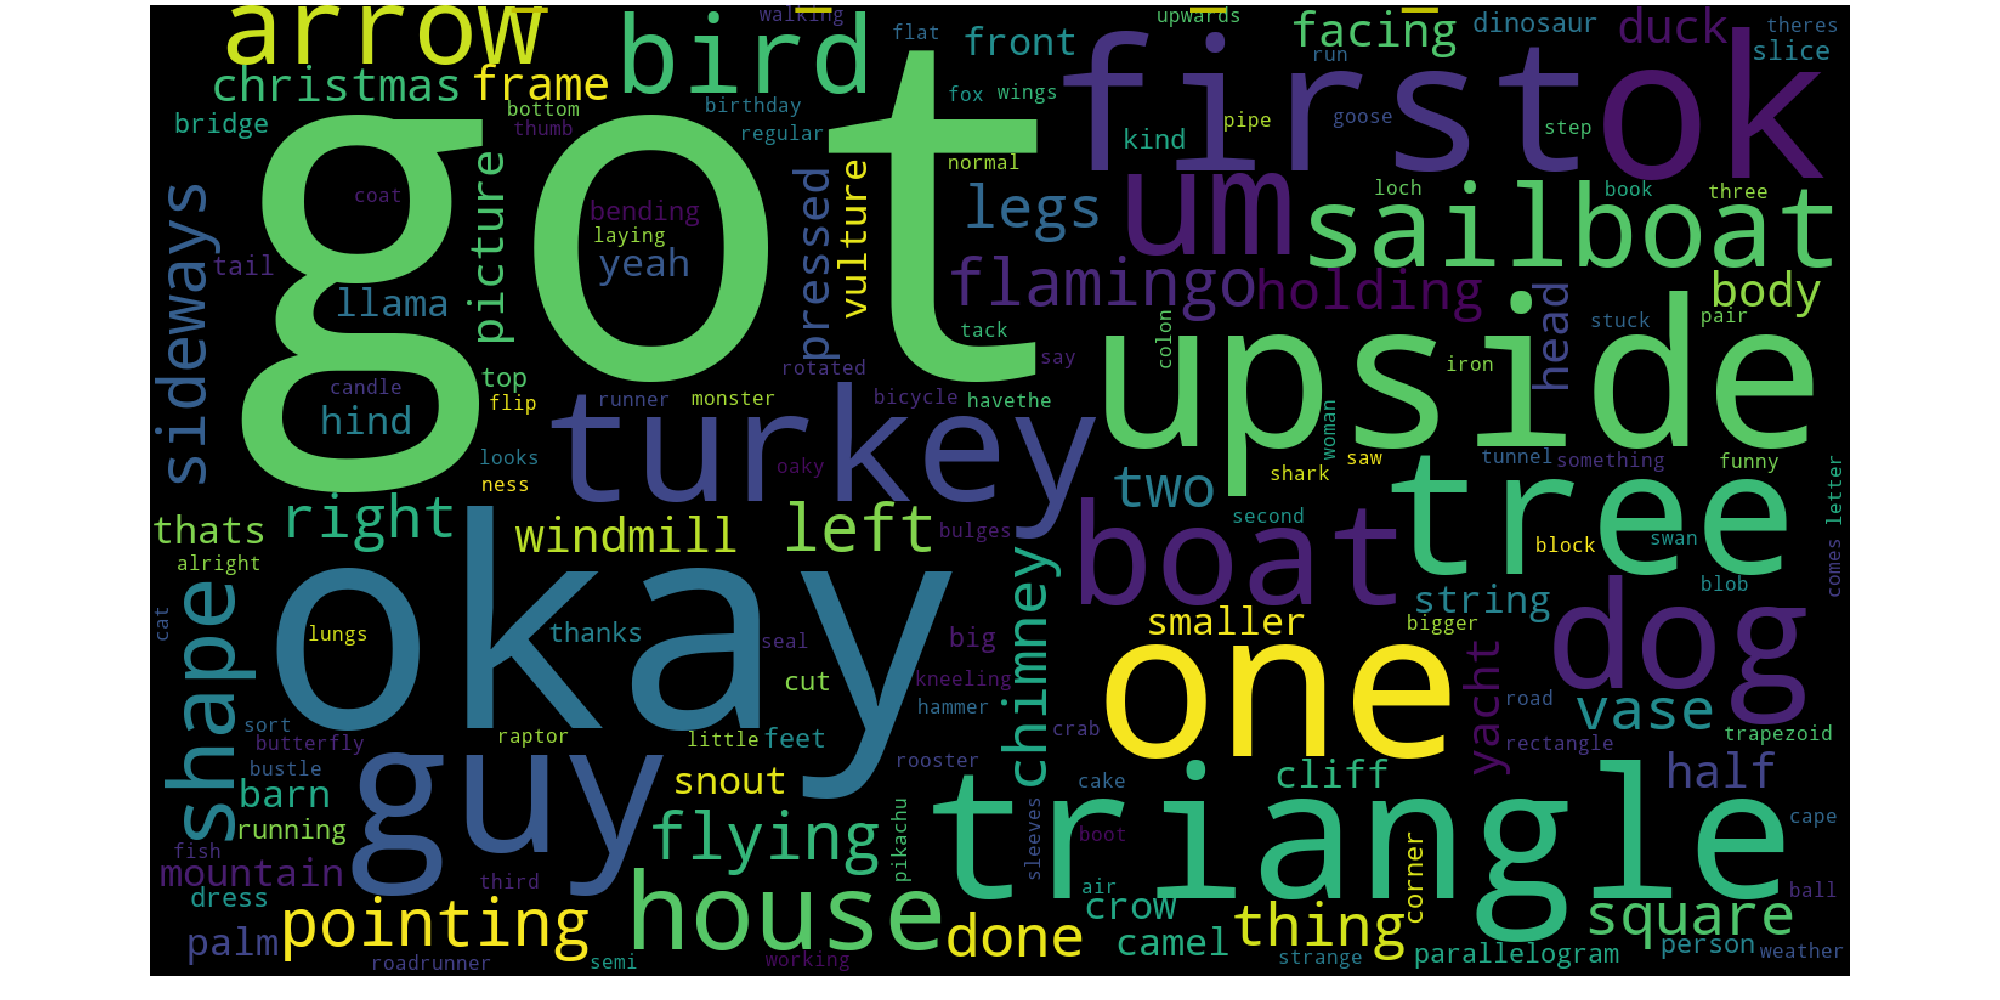 arrow
bird
walking
flat
front
upwards
first
facing
dinosaur
duck
theres
slice
christmas
frame
bottom
birthday
fox
wings
run
ok
bridge
thumb
regular
got
normal
kind
pipe
goose
step
sideways
coat
picture
bending
laying
yeah
pressed
vulture
legs
um
loch
book
three
sailboat
tail
llama
flamingo
holding
head
body
candle
hind
top
flip
rotated
tack
say
colon
upside
iron
stuck
pair
runner
monster
bicycle
havethe
turkey
looks
ness
oaky
two
woman
shark
saw
tunnel
something
funny
tree
comes
letter
thats
right
alright
windmill
left
bulges
chimney
boat
second
block
swan
blob
cat
shape
okay
lungs
thanks
seal
big
smaller
string
bigger
dog
cut
kneeling
one
yacht
vase
road
sort
butterfly
bustle
raptor
little
feet
hammer
crab
rectangle
trapezoid
barn
guy
snout
rooster
cake
cliff
half
running
flying
pikachu
sleeves
boot
triangle
cape
fish
mountain
third
house
air
crow
corner
ball
dress
palm
pointing
done
camel
thing
square
roadrunner
semi
working
strange
parallelogram
person
weather